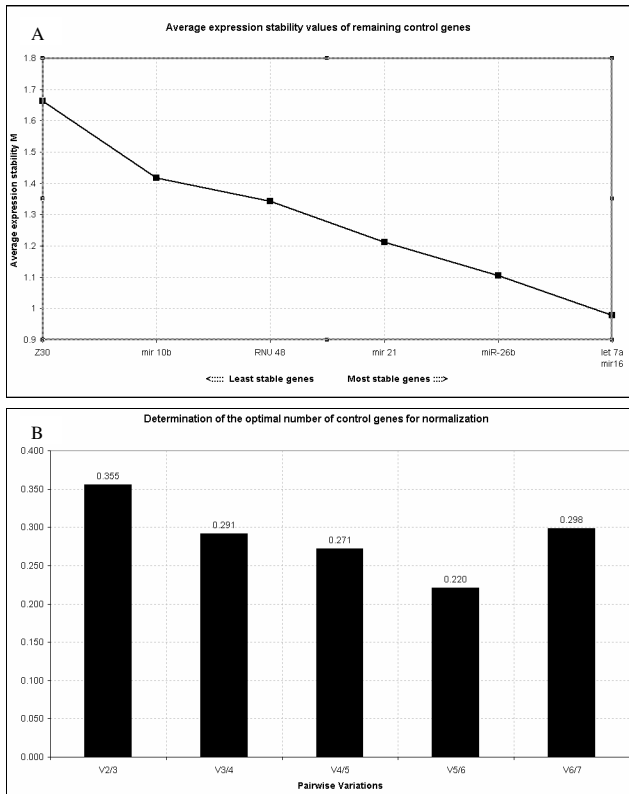 A
Average expression stability values of remaining control genes
Average expression stability M
1.8
1.7
1.6
1.5
1.4
1.3
1.2
1.1
1
0.9
Z30
mir 10b
RNU 48
mir 21
miR-26b
let 7a
mir16
<::::: Least stable genes Most stable genes :::>
B
Determination of the optimal number of control genes for normalization
0.400
0.350
0.300
0.250
0.200
0.150
0.100
0.050
0.000
0.355
0.291
0.271
0.220
0.298
V2/3
V3/4
V4/5
V5/6
V6/7
Pairwise Variations